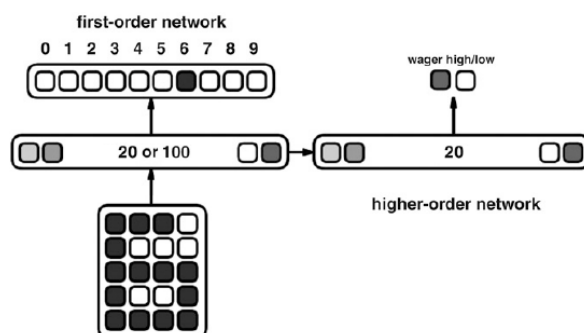 first-order network
0 1 2 3 4 5 6 7 8 9
wager high/low
20 or 100
20
higher-order network